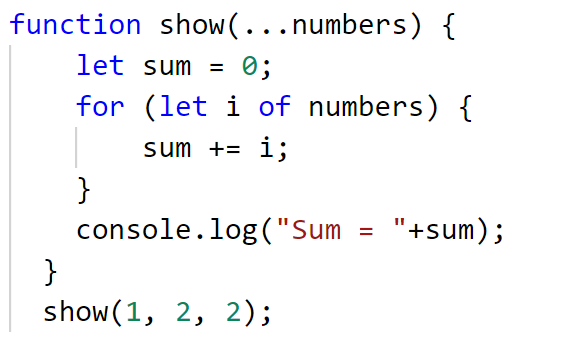 function show(...numbers) {
    let sum = 0;
    for (let i of numbers) {
        sum += i;
    }
    console.log("Sum = "+sum);
  }
  show(1, 2, 2);